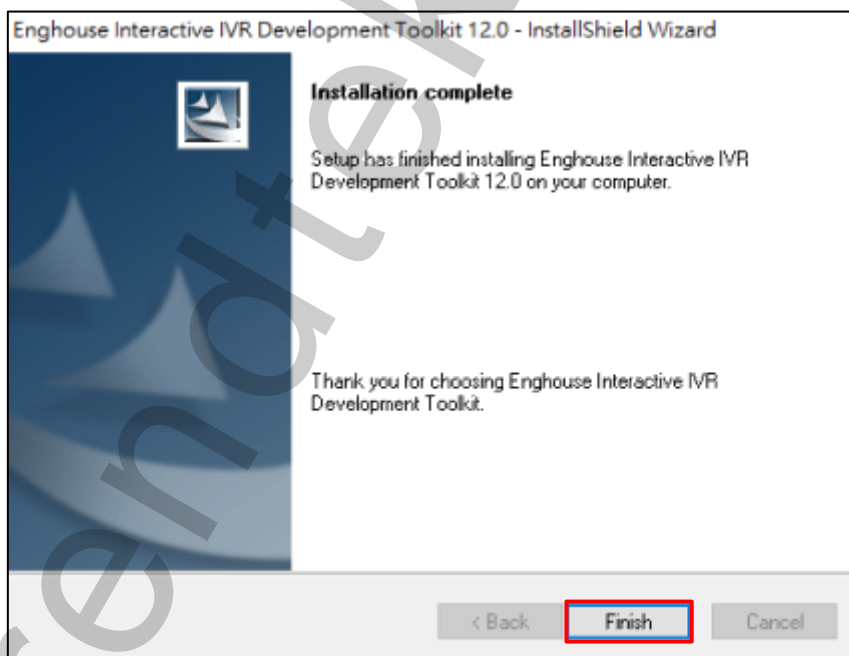 Enghouse Interactive IVR Development Toolkit 12.0 - InstallShield Wizard
Installation complete
Setup has finished installing Enghouse Interactive IVR
Development Toolkit 12.0 on your computer.
Thank you for choosing Enghouse Interactive IVR
Development Toolkit.
< Back
Finish
Cancel
rendtek